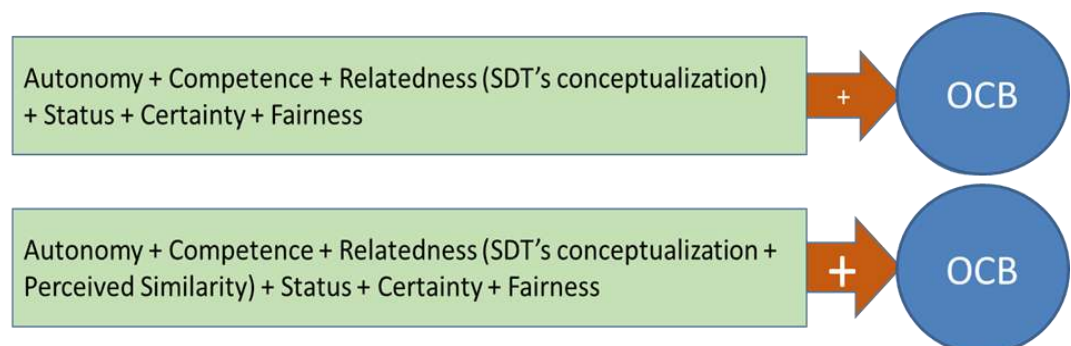 Autonomy + Competence + Relatedness (SDT's conceptualization)
+ Status + Certainty + Fairness
+
OCB
Autonomy + Competence + Relatedness (SDT's conceptualization +
Perceived Similarity) + Status + Certainty + Fairness
+
OCB